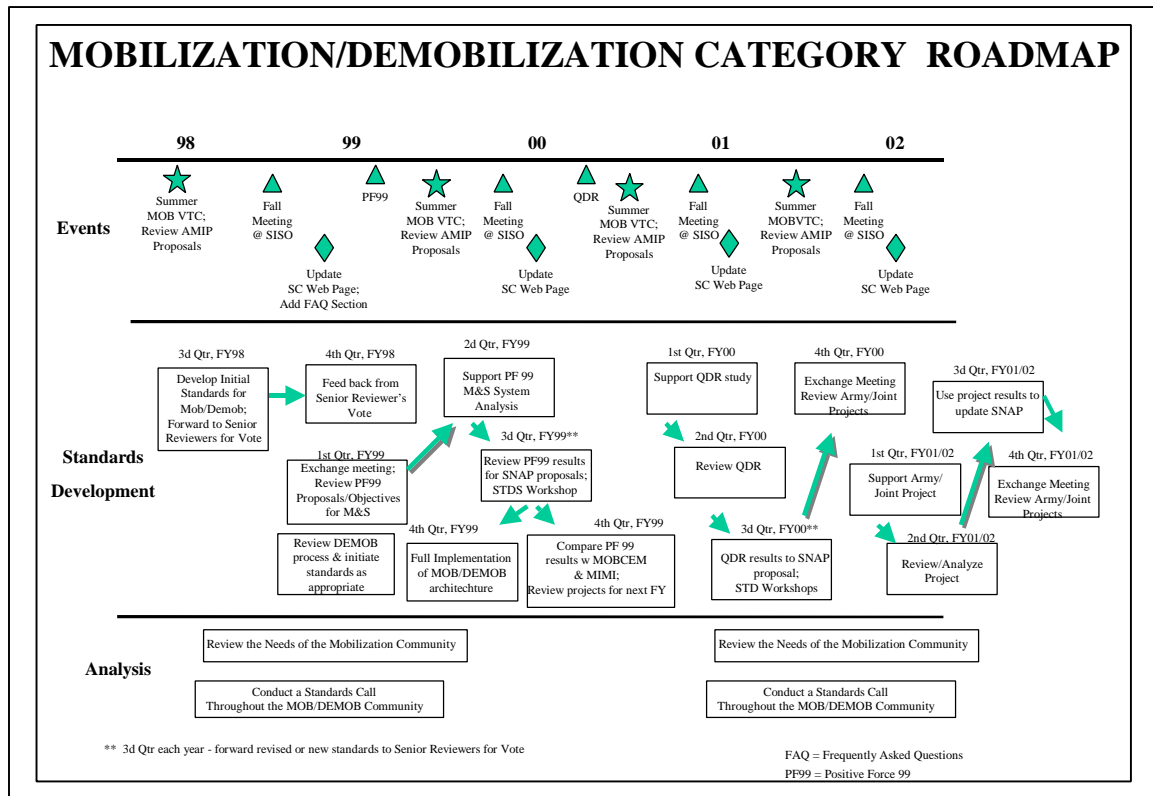 MOBILIZATION/DEMOBILIZATION CATEGORY ROADMAP
98
99
00
01
02
Events
Summer
MOB VTC;
Review AMIP
Proposals
Fall
Meeting
@ SISO
Update
SC Web Page;
Add FAQ Section
PF99
Summer
MOB VTC;
Review AMIP
Proposals
Fall
Meeting
@ SISO
Update
SC Web Page
QDR
Summer
MOB VTC;
Review AMIP
Proposals
Fall
Meeting
@ SISO
Update
SC Web Page
Summer
MOBVTC;
Review AMIP
Proposals
Fall
Meeting
@ SISO
Update
SC Web Page
Standards
Development
3d Qtr, FY98
Develop Initial
Standards for
Mob/Demob;
Forward to Senior
Reviewers for Vote
4th Qtr, FY98
Feed back from
Senior Reviewer's
Vote
1st Qtr, FY99
Exchange meeting;
Review PF99
Proposals/Objectives
for M&S
Review DEMOB
process & initiate
standards as
appropriate
2d Qtr, FY99
Support PF 99
M&S System
Analysis
3d Qtr, FY99**
Review PF99 results
for SNAP proposals;
STDS Workshop
4th Qtr, FY99
Full Implementation
of MOB/DEMOB
architechture
4th Qtr, FY99
Compare PF 99
results w MOBCEM
& MIMI;
Review projects for next FY
1st Qtr, FY00
Support QDR study
2nd Qtr, FY00
Review QDR
3d Qtr, FY00**
QDR results to SNAP
proposal;
STD Workshops
4th Qtr, FY00
Exchange Meeting
Review Army/Joint
Projects
1st Qtr, FY01/02
Support Army/
Joint Project
2nd Qtr, FY01/02
Review/Analyze
Project
3d Qtr, FY01/02
Use project results to
update SNAP
4th Qtr, FY01/02
Exchange Meeting
Review Army/Joint
Projects
Analysis
Review the Needs of the Mobilization Community
Conduct a Standards Call
Throughout the MOB/DEMOB Community
Review the Needs of the Mobilization Community
Conduct a Standards Call
Throughout the MOB/DEMOB Community
** 3d Qtr each year - forward revised or new standards to Senior Reviewers for Vote
FAQ = Frequently Asked Questions
PF99 = Positive Force 99